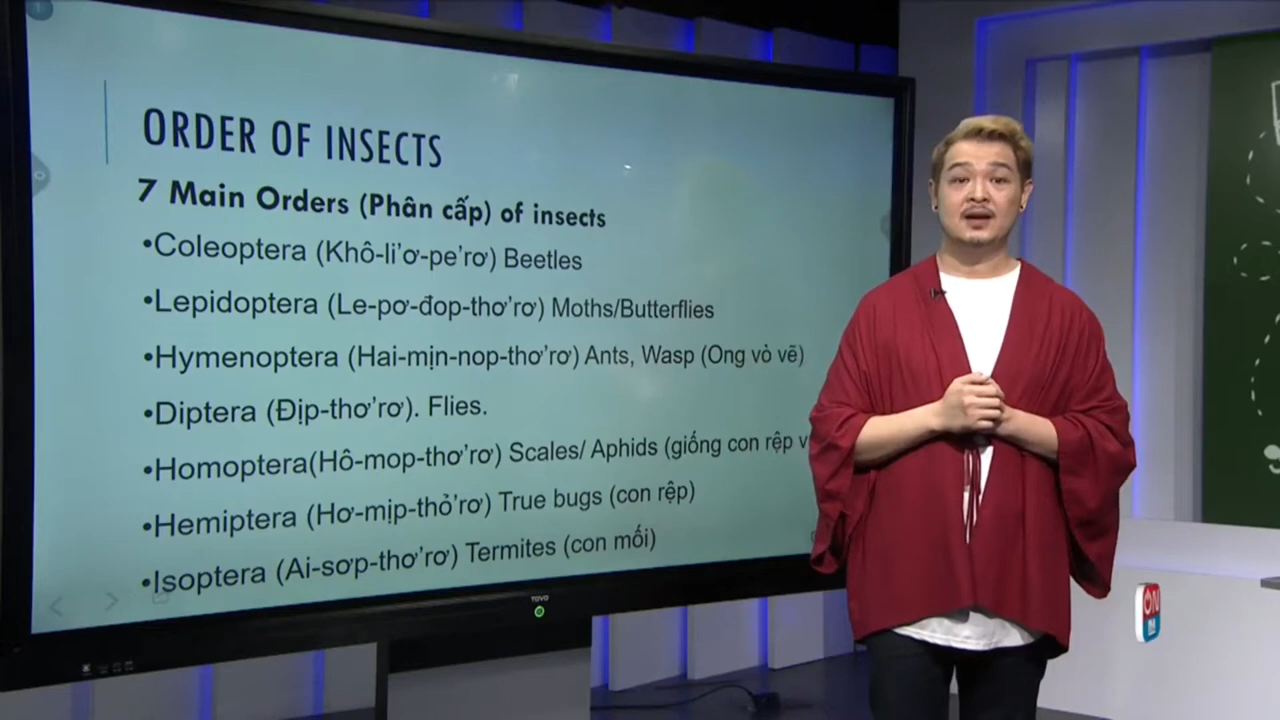 ORDER OF INSECTS
7 Main Orders (Phân cấp) of insects
•Coleoptera (Khô-li'ơ-pe'rơ) Beetles
•Lepidoptera (Le-pơ-đop-thơ'rơ) Moths/Butterflies
•Hymenoptera (Hai-mịn-nop-thơ'rơ) Ants, Wasp (Ong vò vẽ)
•Diptera (Địp-thơ'rơ). Flies.
•Homoptera(Hô-mop-thơ'rơ) Scales/ Aphids (giống con rệp v
•Hemiptera (Hơ-mịp-thỏ'rơ) True bugs (con rệp)
•Isoptera (Ai-sơp-thơ'rơ) Termites (con mối)
TOVO
ON